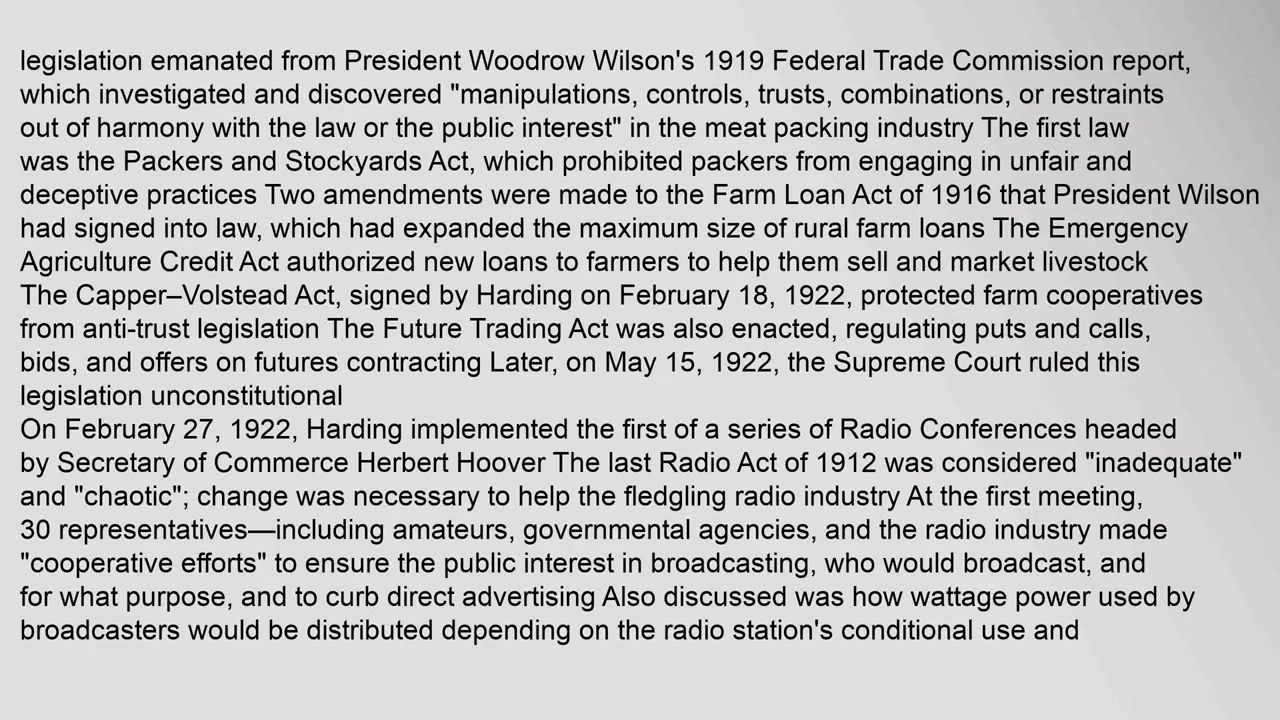 legislation emanated from President Woodrow Wilson's 1919 Federal Trade Commission report,
which investigated and discovered "manipulations, controls, trusts, combinations, or restraints
out of harmony with the law or the public interest" in the meat packing industry The first law
was the Packers and Stockyards Act, which prohibited packers from engaging in unfair and
deceptive practices Two amendments were made to the Farm Loan Act of 1916 that President Wilson
had signed into law, which had expanded the maximum size of rural farm loans The Emergency
Agriculture Credit Act authorized new loans to farmers to help them sell and market livestock
The Capper–Volstead Act, signed by Harding on February 18, 1922, protected farm cooperatives
from anti-trust legislation The Future Trading Act was also enacted, regulating puts and calls,
bids, and offers on futures contracting Later, on May 15, 1922, the Supreme Court ruled this
legislation unconstitutional
On February 27, 1922, Harding implemented the first of a series of Radio Conferences headed
by Secretary of Commerce Herbert Hoover The last Radio Act of 1912 was considered "inadequate"
and "chaotic"; change was necessary to help the fledgling radio industry At the first meeting,
30 representatives—including amateurs, governmental agencies, and the radio industry made
"cooperative efforts" to ensure the public interest in broadcasting, who would broadcast, and
for what purpose, and to curb direct advertising Also discussed was how wattage power used by
broadcasters would be distributed depending on the radio station's conditional use and